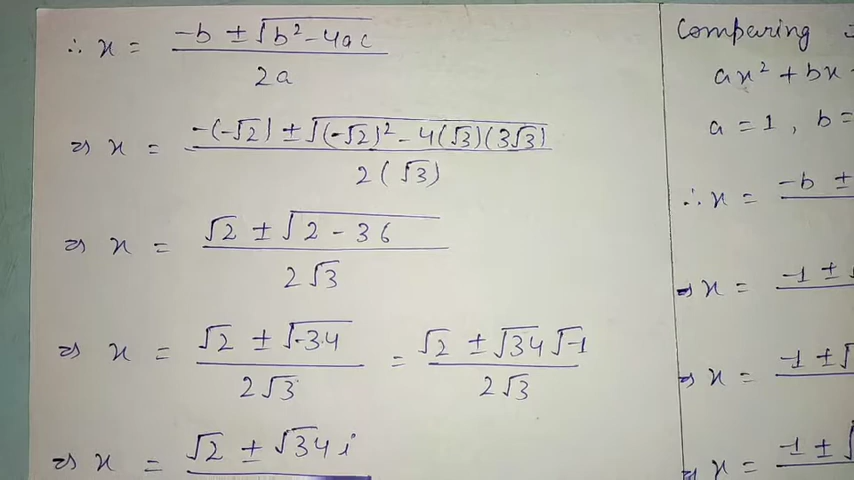 ∴ x = -b ± √b² - 4ac / 2a
⇒ x = -(-√2) ± √(-√2)² - 4(√3)(3√3) / 2(√3)
⇒ x = √2 ± √2 - 36 / 2√3
⇒ x = √2 ± √-34 / 2√3 = √2 ± √34 √-1 / 2√3
⇒ x = √2 ± √34 i
Comparing
ax² + bx
a = 1, b =
∴ x = -b ±
⇒ x = -1 ± √
⇒ x = -1 ± √
⇒ x = -1 ± √